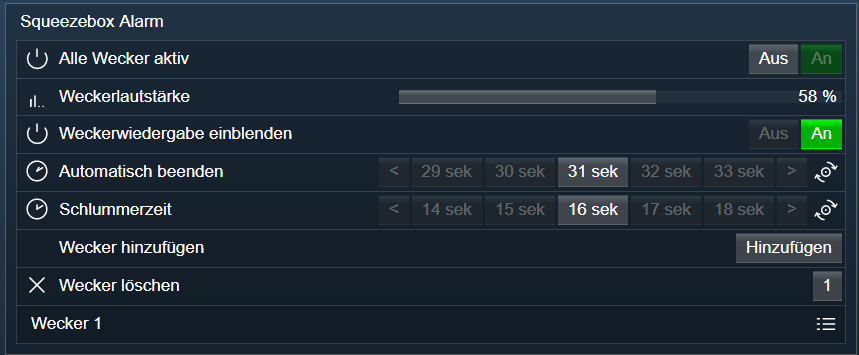 Squeezebox Alarm
Alle Wecker aktiv Aus An
Weckerlautstärke 58 %
Weckerwiedergabe einblenden Aus An
Automatisch beenden < 29 sek 30 sek 31 sek 32 sek 33 sek >
Schlummerzeit < 14 sek 15 sek 16 sek 17 sek 18 sek >
Wecker hinzufügen Hinzufügen
Wecker löschen 1
Wecker 1